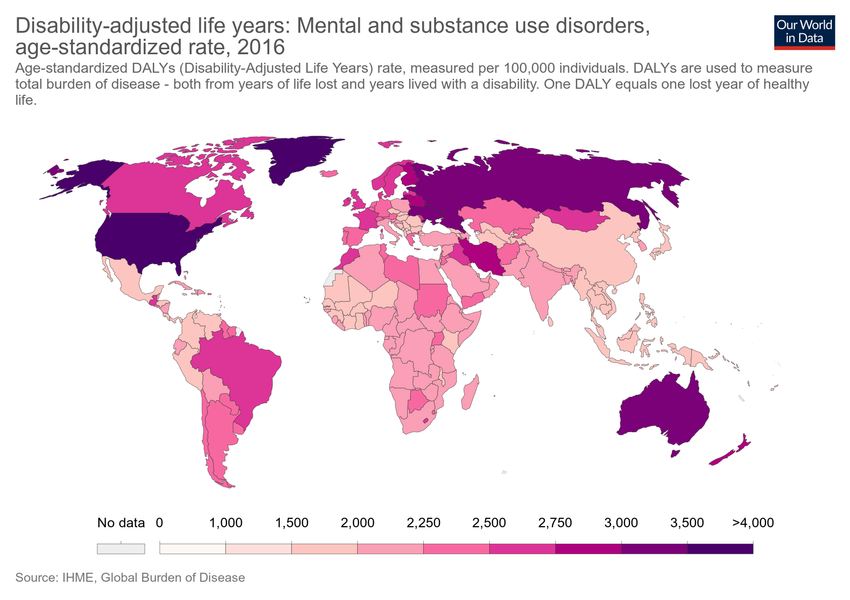 Disability-adjusted life years: Mental and substance use disorders,
age-standardized rate, 2016
Our World
in Data
Age-standardized DALYs (Disability-Adjusted Life Years) rate, measured per 100,000 individuals. DALYs are used to measure
total burden of disease - both from years of life lost and years lived with a disability. One DALY equals one lost year of healthy
life.
No data 0 1,000 1,500 2,000 2,250 2,500 2,750 3,000 3,500 >4,000
Source: IHME, Global Burden of Disease